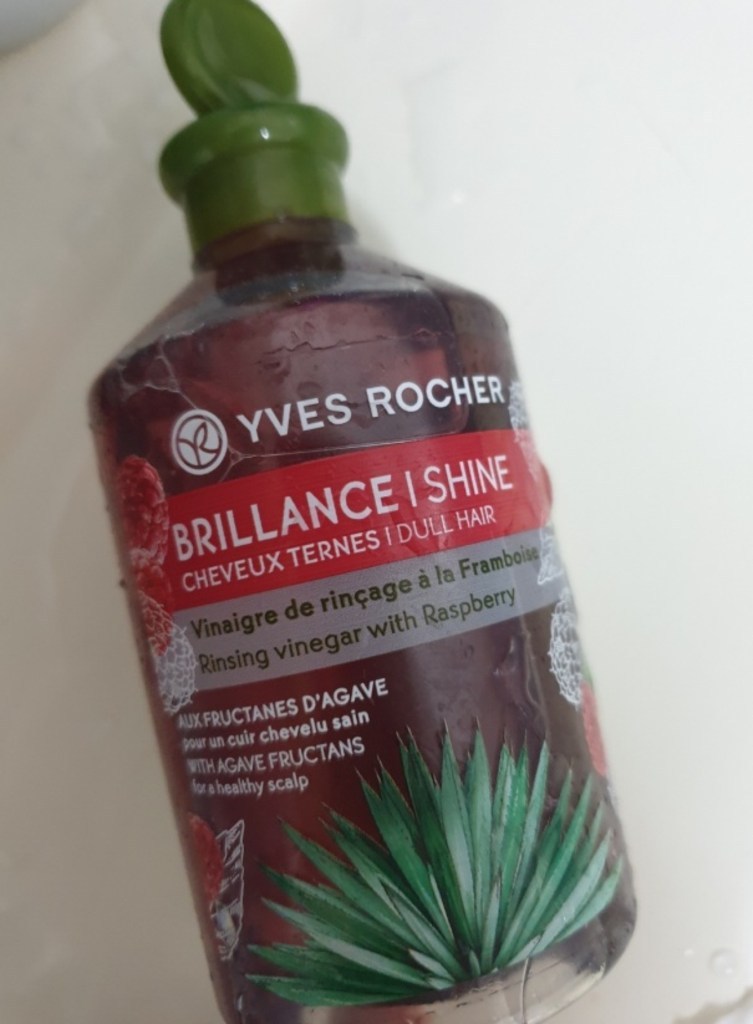 YVES ROCHER
BRILLANCE | SHINE
CHEVEUX TERNES | DULL HAIR
Vinaigre de rinçage à la Framboise
Rinsing vinegar with Raspberry
AUX FRUCTANES D'AGAVE
pour un cuir chevelu sain
WITH AGAVE FRUCTANS
for a healthy scalp